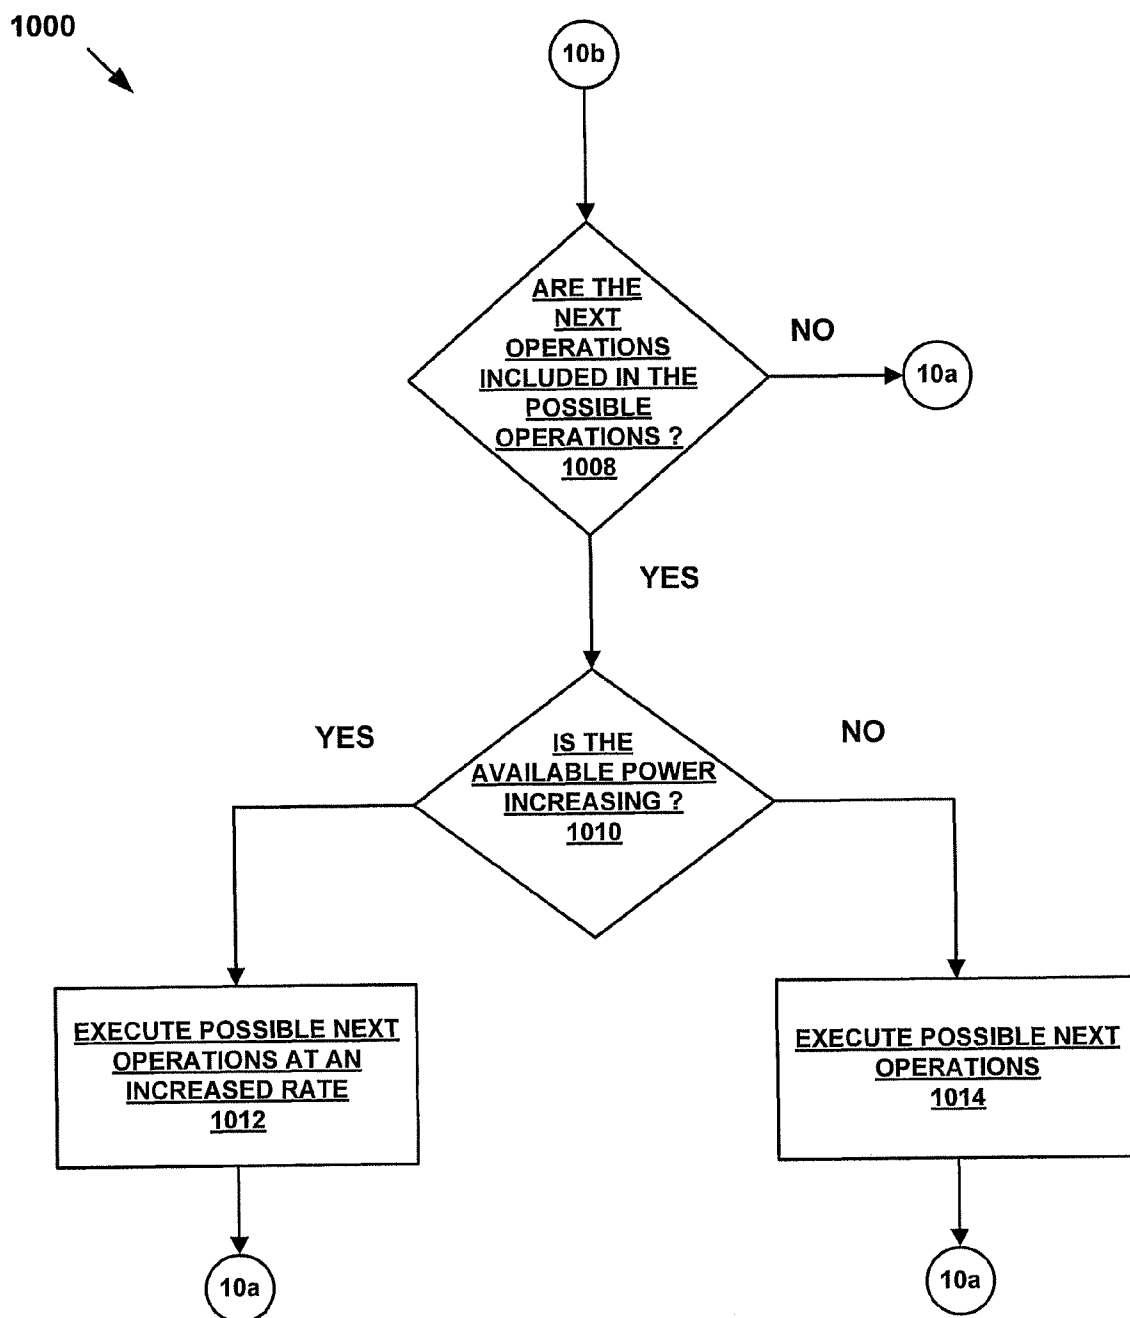 1000
10b
ARE THE
NEXT
OPERATIONS
INCLUDED IN THE
POSSIBLE
OPERATIONS ?
1008
NO
10a
YES
IS THE
AVAILABLE POWER
INCREASING ?
1010
YES
NO
EXECUTE POSSIBLE NEXT
OPERATIONS AT AN
INCREASED RATE
1012
EXECUTE POSSIBLE NEXT
OPERATIONS
1014
10a
10a